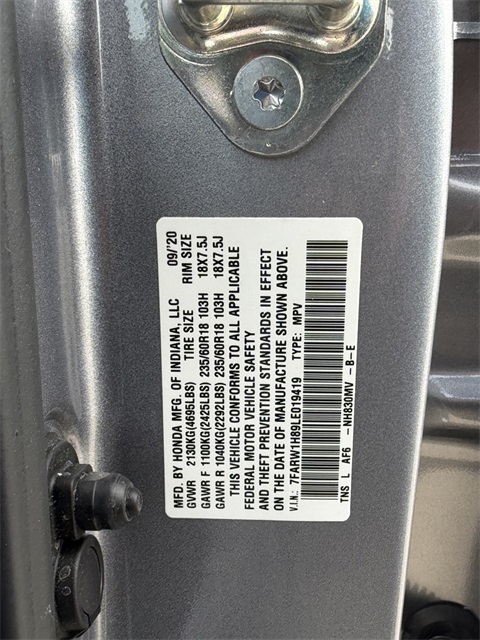 MFD. BY HONDA MFG. OF INDIANA, LLC 09/'20
GVWR 2130KG(4695LBS) TIRE SIZE RIM SIZE
GAWR F 1100KG(2425LBS) 235/60R18 103H 18X7.5J
GAWR R 1040KG(2292LBS) 235/60R18 103H 18X7.5J
THIS VEHICLE CONFORMS TO ALL APPLICABLE
FEDERAL MOTOR VEHICLE SAFETY
AND THEFT PREVENTION STANDARDS IN EFFECT
ON THE DATE OF MANUFACTURE SHOWN ABOVE.
V.I.N.: 7FARW1H89LE019419 TYPE: MPV
TNS L AF6 -NH830MV -B-E